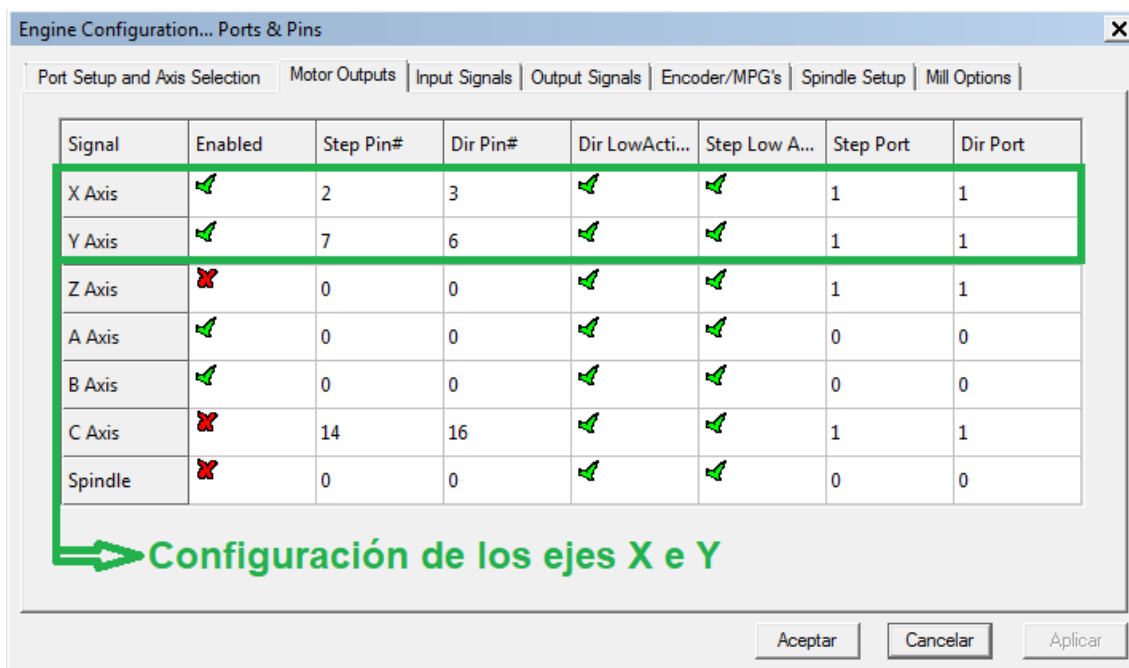 Engine Configuration... Ports & Pins
Port Setup and Axis Selection Motor Outputs Input Signals Output Signals Encoder/MPG's Spindle Setup Mill Options
Signal Enabled Step Pin# Dir Pin# Dir LowActi... Step Low A... Step Port Dir Port
X Axis 2 3 1 1
Y Axis 7 6 1 1
Z Axis 0 0 1 1
A Axis 0 0 0 0
B Axis 0 0 0 0
C Axis 14 16 1 1
Spindle 0 0 0 0
Configuración de los ejes X e Y
Aceptar Cancelar Aplicar